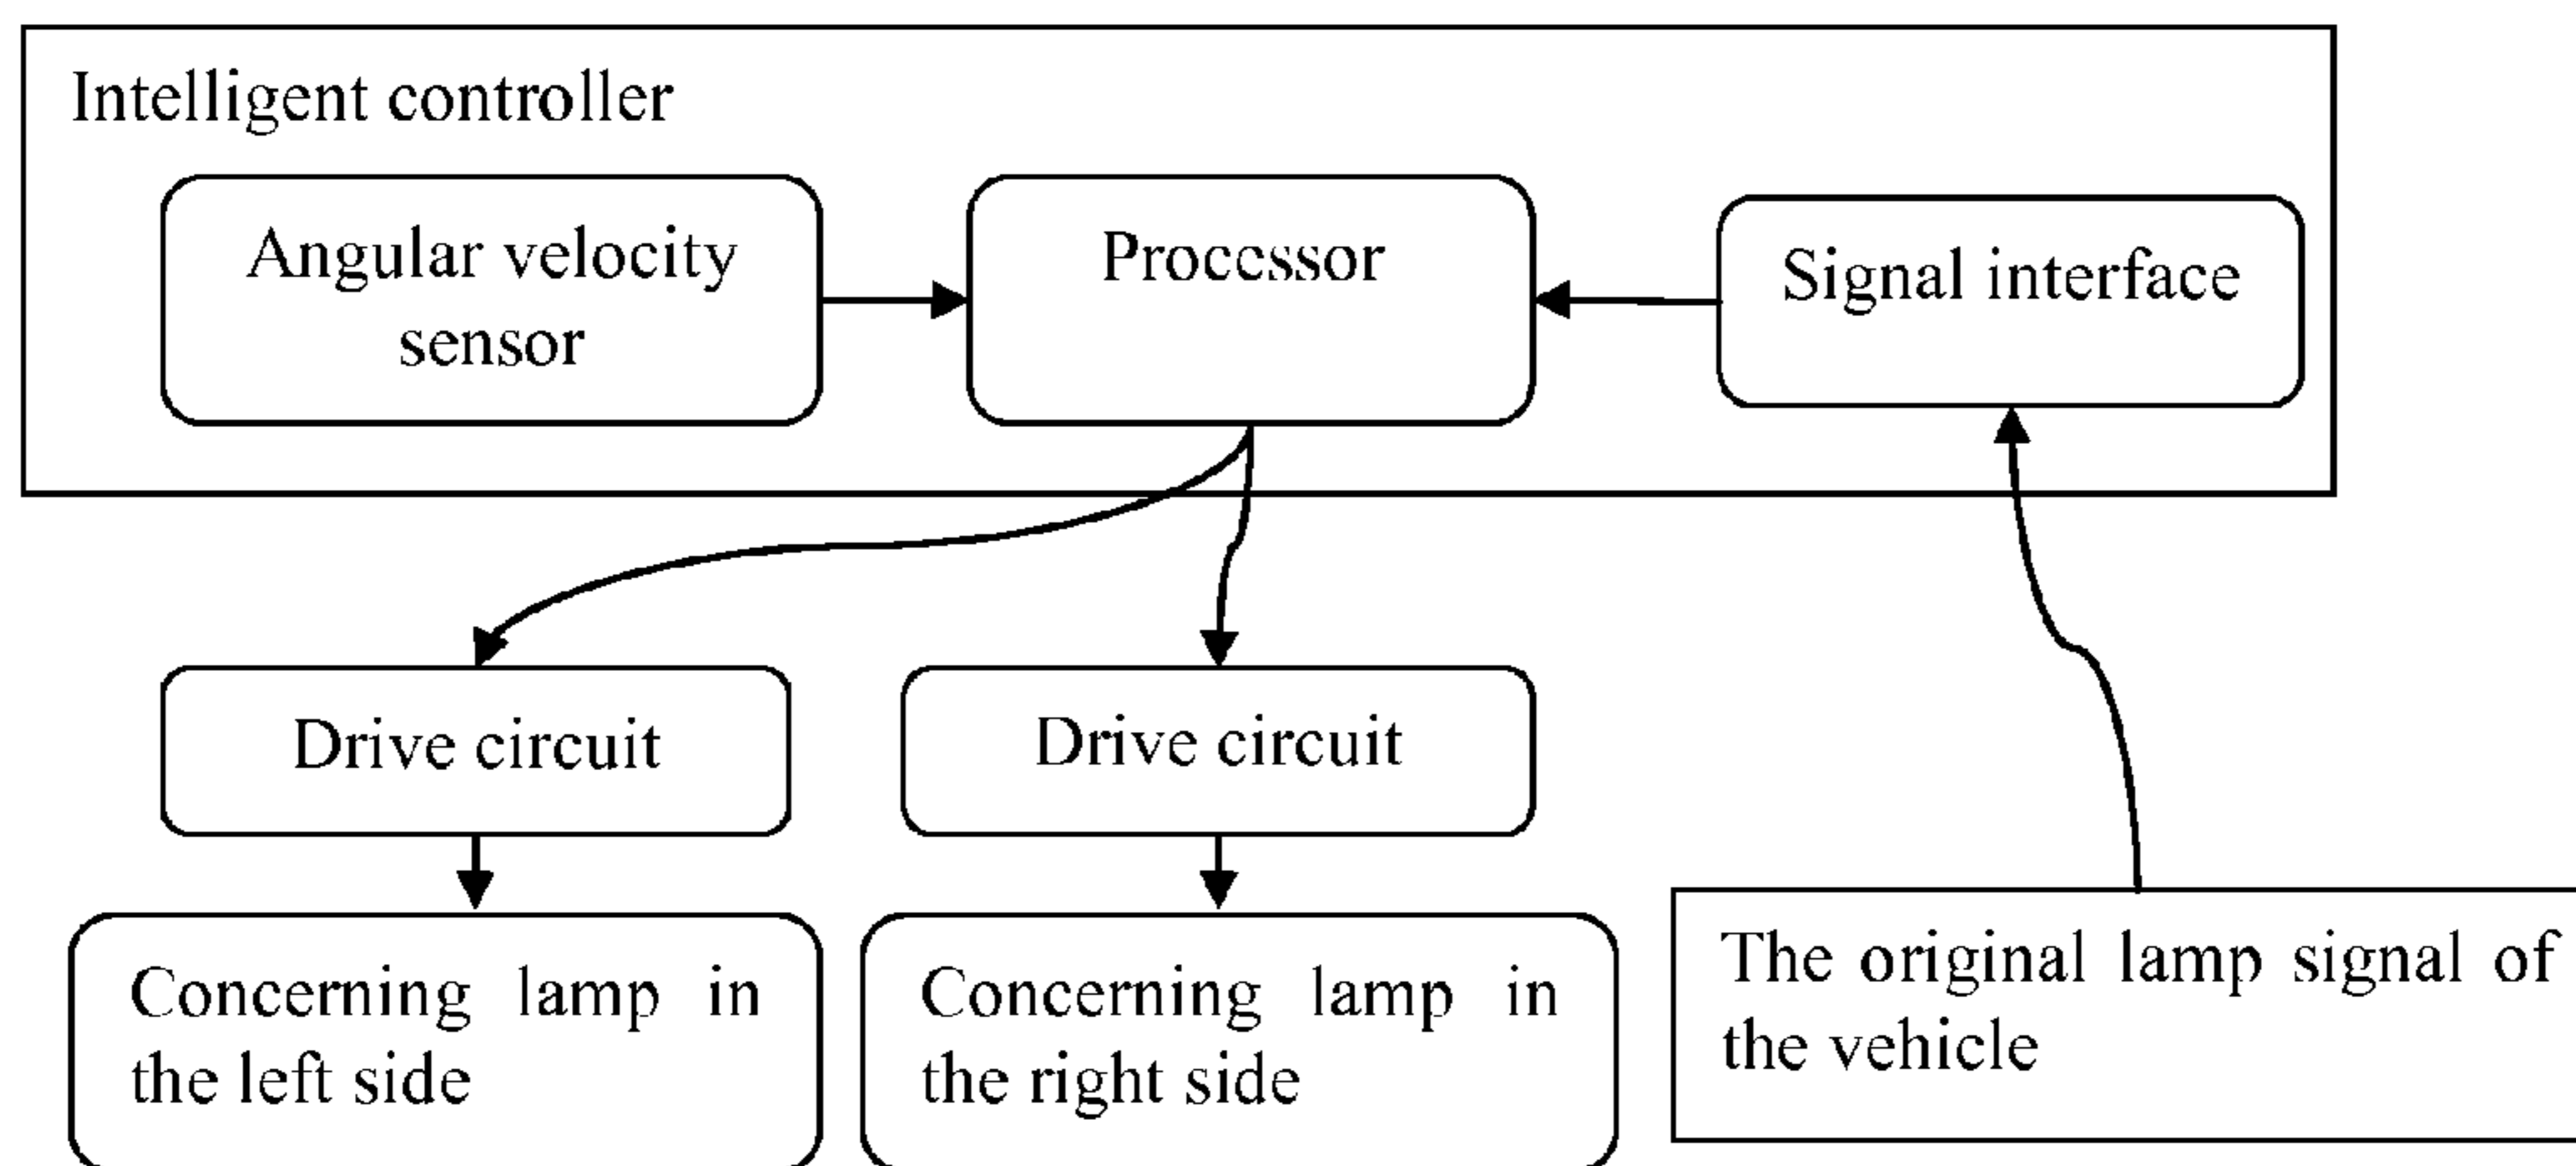 Intelligent controller
Angular velocity
sensor
Processor
Signal interface
Drive circuit
Drive circuit
Concerning lamp in
the left side
Concerning lamp in
the right side
The original lamp signal of
the vehicle